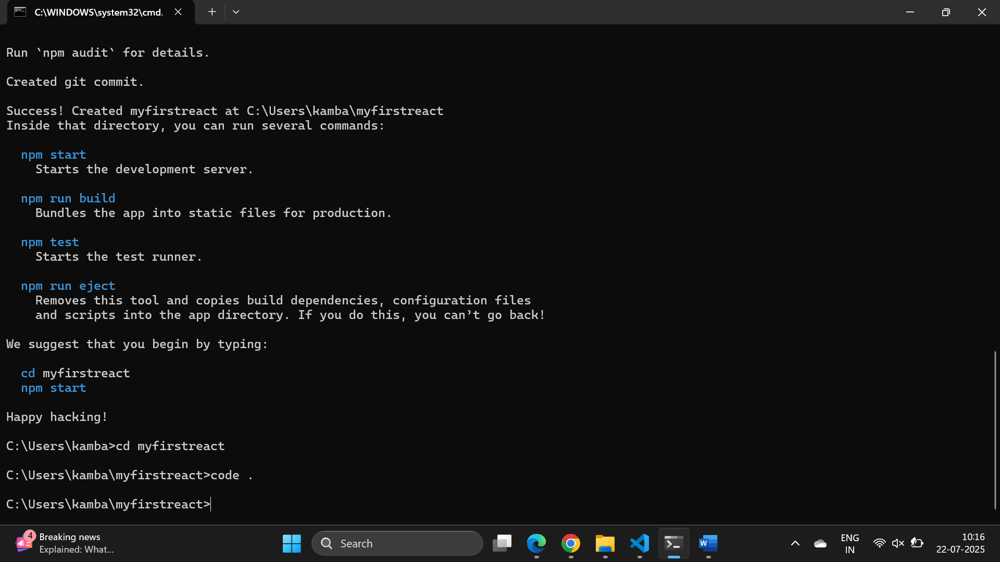 C:\WINDOWS\system32\cmd.
Run `npm audit` for details.
Created git commit.
Success! Created myfirstreact at C:\Users\kamba\myfirstreact
Inside that directory, you can run several commands:
npm start
Starts the development server.
npm run build
Bundles the app into static files for production.
npm test
Starts the test runner.
npm run eject
Removes this tool and copies build dependencies, configuration files
and scripts into the app directory. If you do this, you can’t go back!
We suggest that you begin by typing:
cd myfirstreact
npm start
Happy hacking!
C:\Users\kamba>cd myfirstreact
C:\Users\kamba\myfirstreact>code .
C:\Users\kamba\myfirstreact>
4
Breaking news
Explained: What...
Search
W
ENG
IN
10:16
22-07-2025